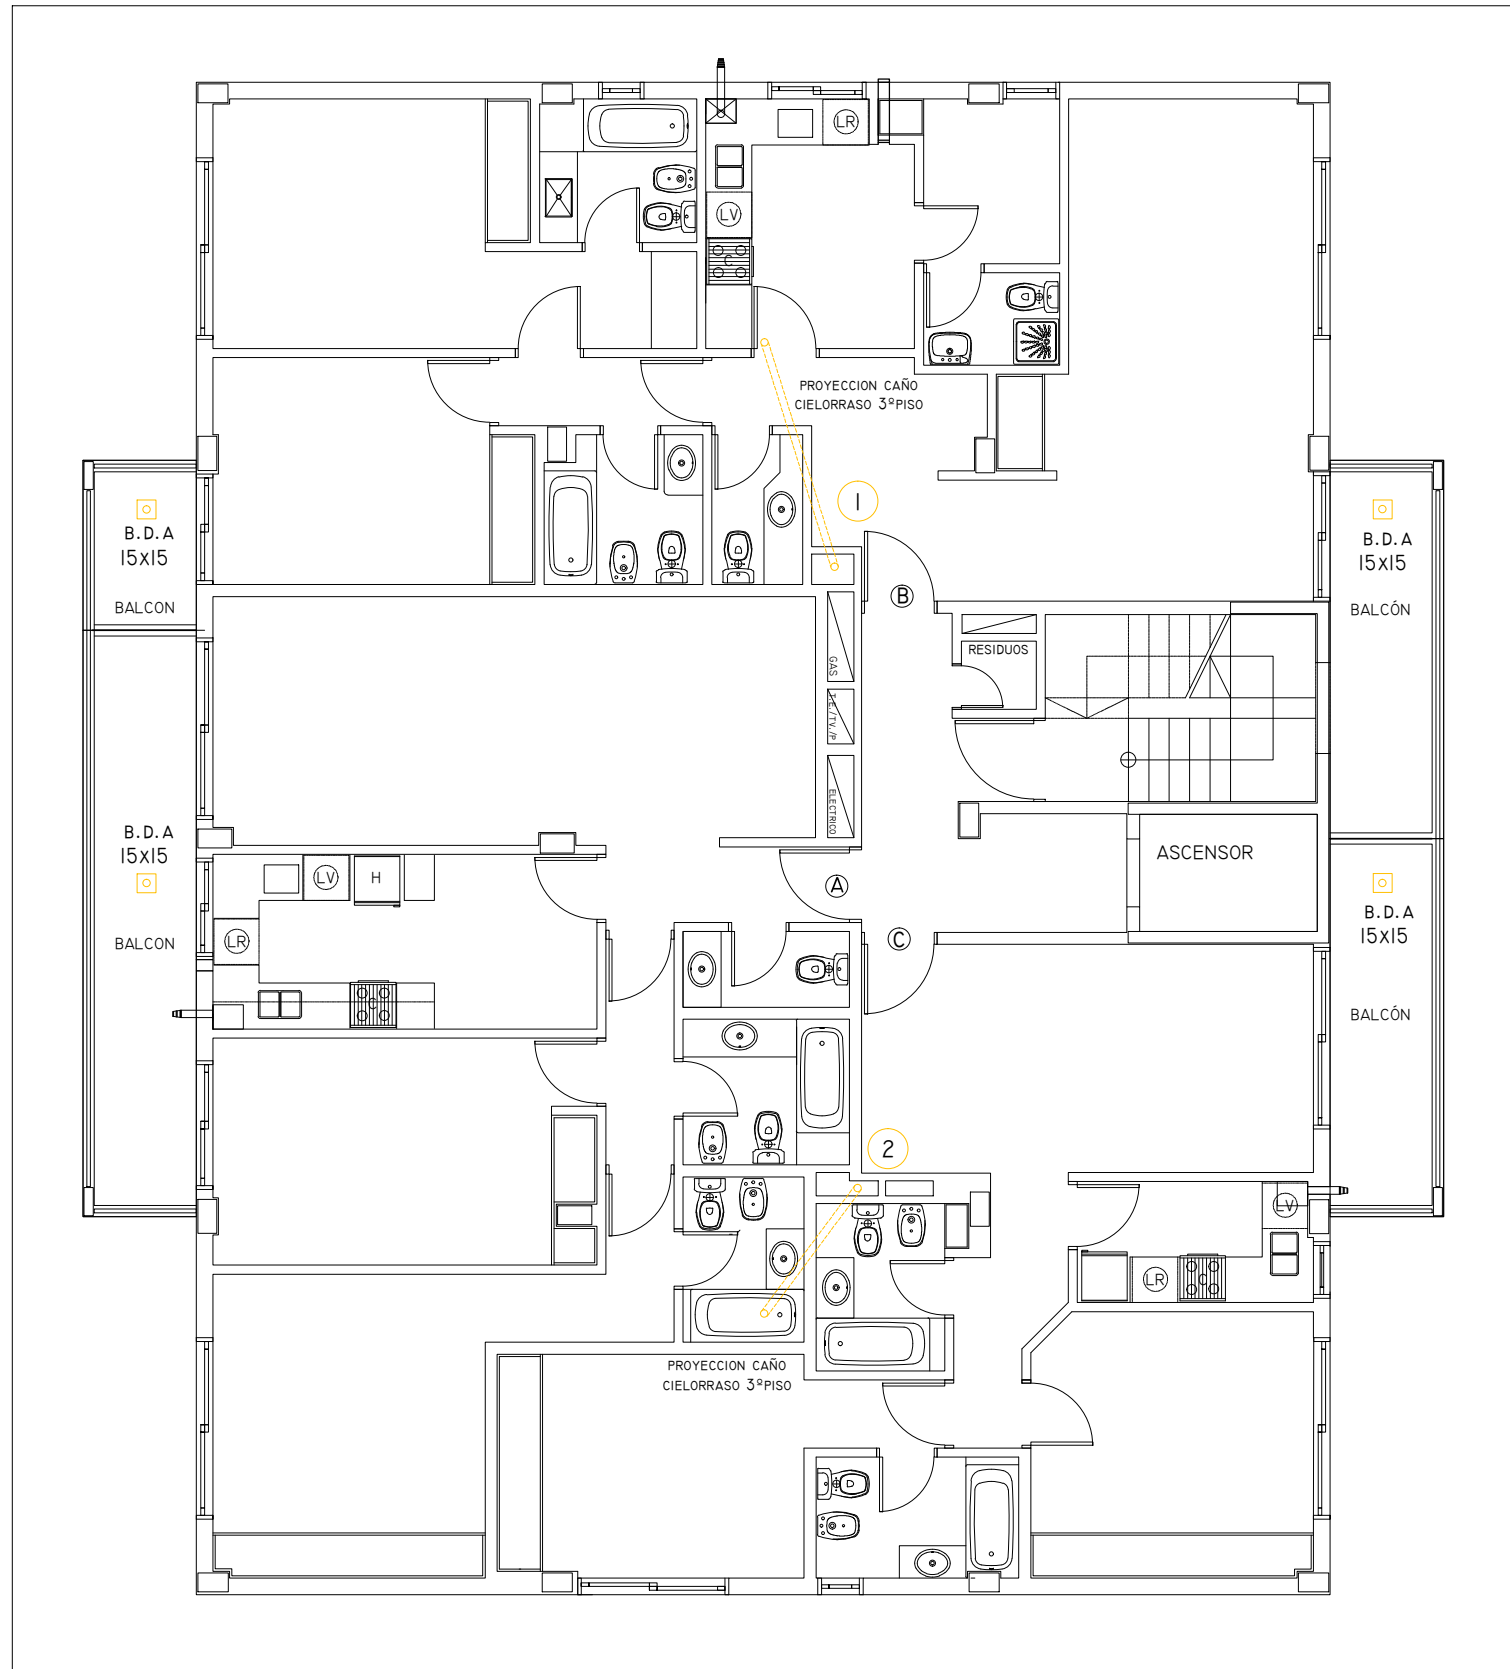 LR
LV
C
PROYECCION CAÑO
CIELORRASO 3ºPISO
1
B.D.A
15x15
BALCON
B.D.A
15x15
BALCÓN
B
RESIDUOS
GAS
T.E./TV./P
ELECTRICO
B.D.A
15x15
BALCON
A
ASCENSOR
C
B.D.A
15x15
BALCÓN
LV
H
LR
C
2
LV
LR
C
PROYECCION CAÑO
CIELORRASO 3ºPISO